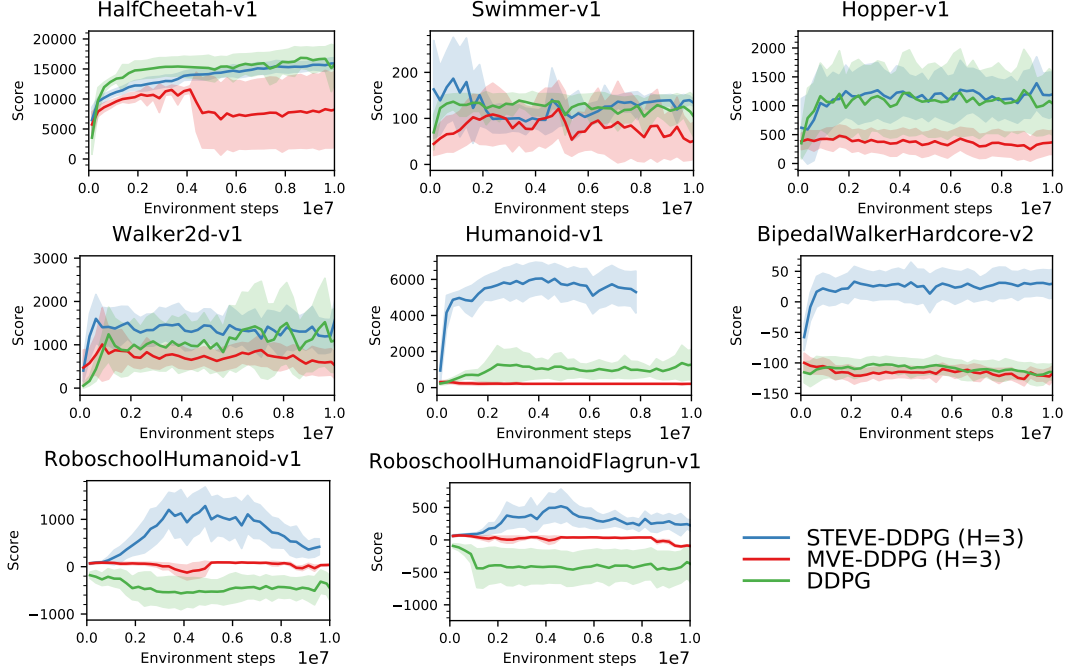 HalfCheetah-v1
Swimmer-v1
Hopper-v1
Score
20000
15000
10000
5000
0
0.0 0.2 0.4 0.6 0.8 1.0
Environment steps 1e7
Score
200
100
0
0.0 0.2 0.4 0.6 0.8 1.0
Environment steps 1e7
Score
2000
1500
1000
500
0
0.0 0.2 0.4 0.6 0.8 1.0
Environment steps 1e7
Walker2d-v1
Humanoid-v1
BipedalWalkerHardcore-v2
Score
3000
2000
1000
0
0.0 0.2 0.4 0.6 0.8 1.0
Environment steps 1e7
Score
6000
4000
2000
0
0.0 0.2 0.4 0.6 0.8 1.0
Environment steps 1e7
Score
50
0
−50
−100
−150
0.0 0.2 0.4 0.6 0.8 1.0
Environment steps 1e7
RoboschoolHumanoid-v1
RoboschoolHumanoidFlagrun-v1
Score
1000
0
−1000
0.0 0.2 0.4 0.6 0.8 1.0
Environment steps 1e7
Score
500
0
−500
−1000
0.0 0.2 0.4 0.6 0.8 1.0
Environment steps 1e7
STEVE-DDPG (H=3)
MVE-DDPG (H=3)
DDPG